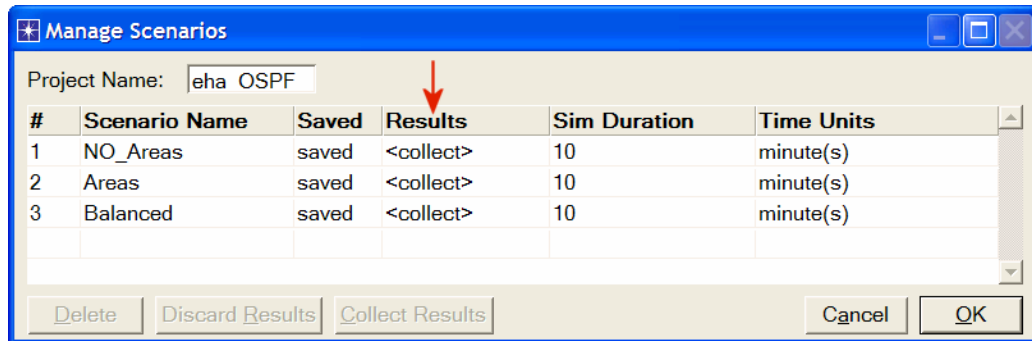 Manage Scenarios
Project Name: eha_OSPF
# Scenario Name Saved Results Sim Duration Time Units
1 NO_Areas saved <collect> 10 minute(s)
2 Areas saved <collect> 10 minute(s)
3 Balanced saved <collect> 10 minute(s)
Delete Discard Results Collect Results Cancel OK